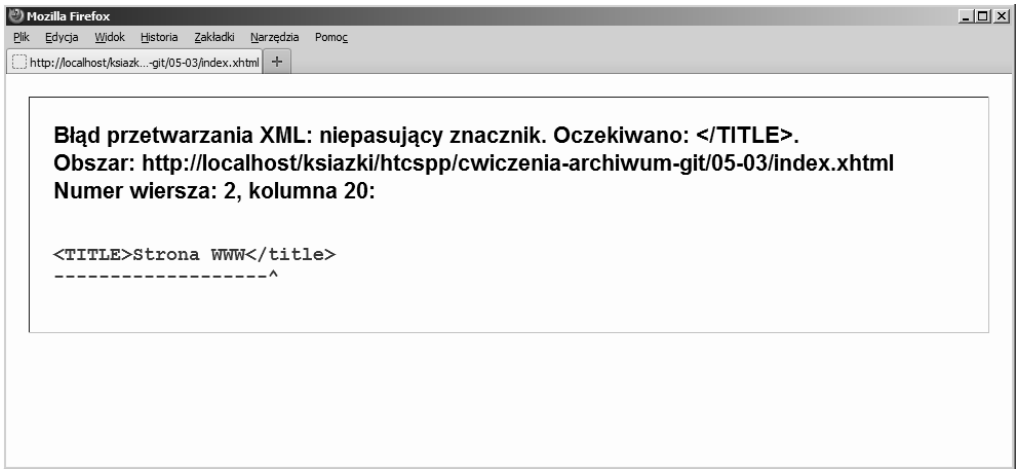 Mozilla Firefox
Plik Edycja Widok Historia Zakładki Narzędzia Pomoc
http://localhost/ksiazk...-git/05-03/index.xhtml +
Błąd przetwarzania XML: niepasujący znacznik. Oczekiwano: </TITLE>.
Obszar: http://localhost/ksiazki/htcspp/cwiczenia-archiwum-git/05-03/index.xhtml
Numer wiersza: 2, kolumna 20:
<TITLE>Strona WWW</title>
-------------------^